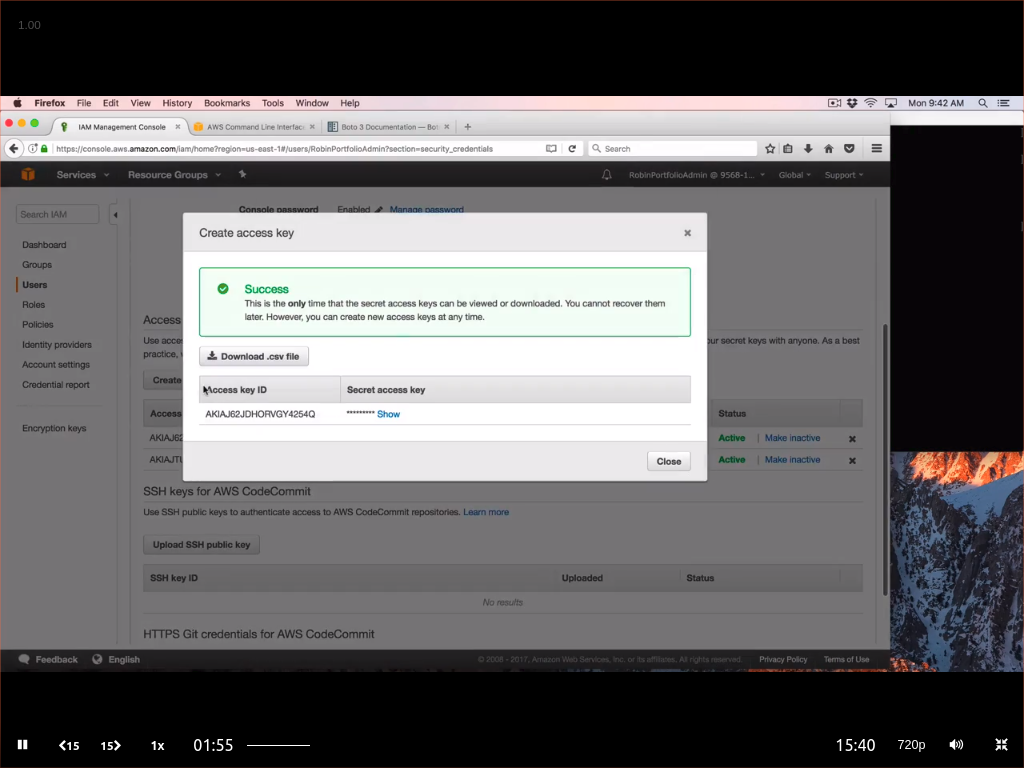 1.00
Firefox File Edit View History Bookmarks Tools Window Help Mon 9:42 AM
IAM Management Console AWS Command Line Interfac Boto 3 Documentation — Bot
https://console.aws.amazon.com/iam/home?region=us-east-1#/users/RobinPortfolioAdmin?section=security_credentials Search
Services Resource Groups RobinPortfolioAdmin @ 9568-1... Global Support
Search IAM
Dashboard
Groups
Users
Roles
Policies
Identity providers
Account settings
Credential report
Encryption keys
Console password Enabled Manage password
Create access key
Success
This is the only time that the secret access keys can be viewed or downloaded. You cannot recover them
later. However, you can create new access keys at any time.
Download .csv file
Access key ID Secret access key
AKIAJ62JDHORVGY4254Q ********* Show
Close
Access
Use acces ur secret keys with anyone. As a best
practice,
Create
Access Status
AKIAJ62 Active | Make inactive
AKIAJTL Active | Make inactive
SSH keys for AWS CodeCommit
Use SSH public keys to authenticate access to AWS CodeCommit repositories. Learn more
Upload SSH public key
SSH key ID Uploaded Status
No results
HTTPS Git credentials for AWS CodeCommit
Feedback English © 2008 - 2017, Amazon Web Services, Inc. or its affiliates. All rights reserved. Privacy Policy Terms of Use
15 15 1x 01:55 15:40 720p